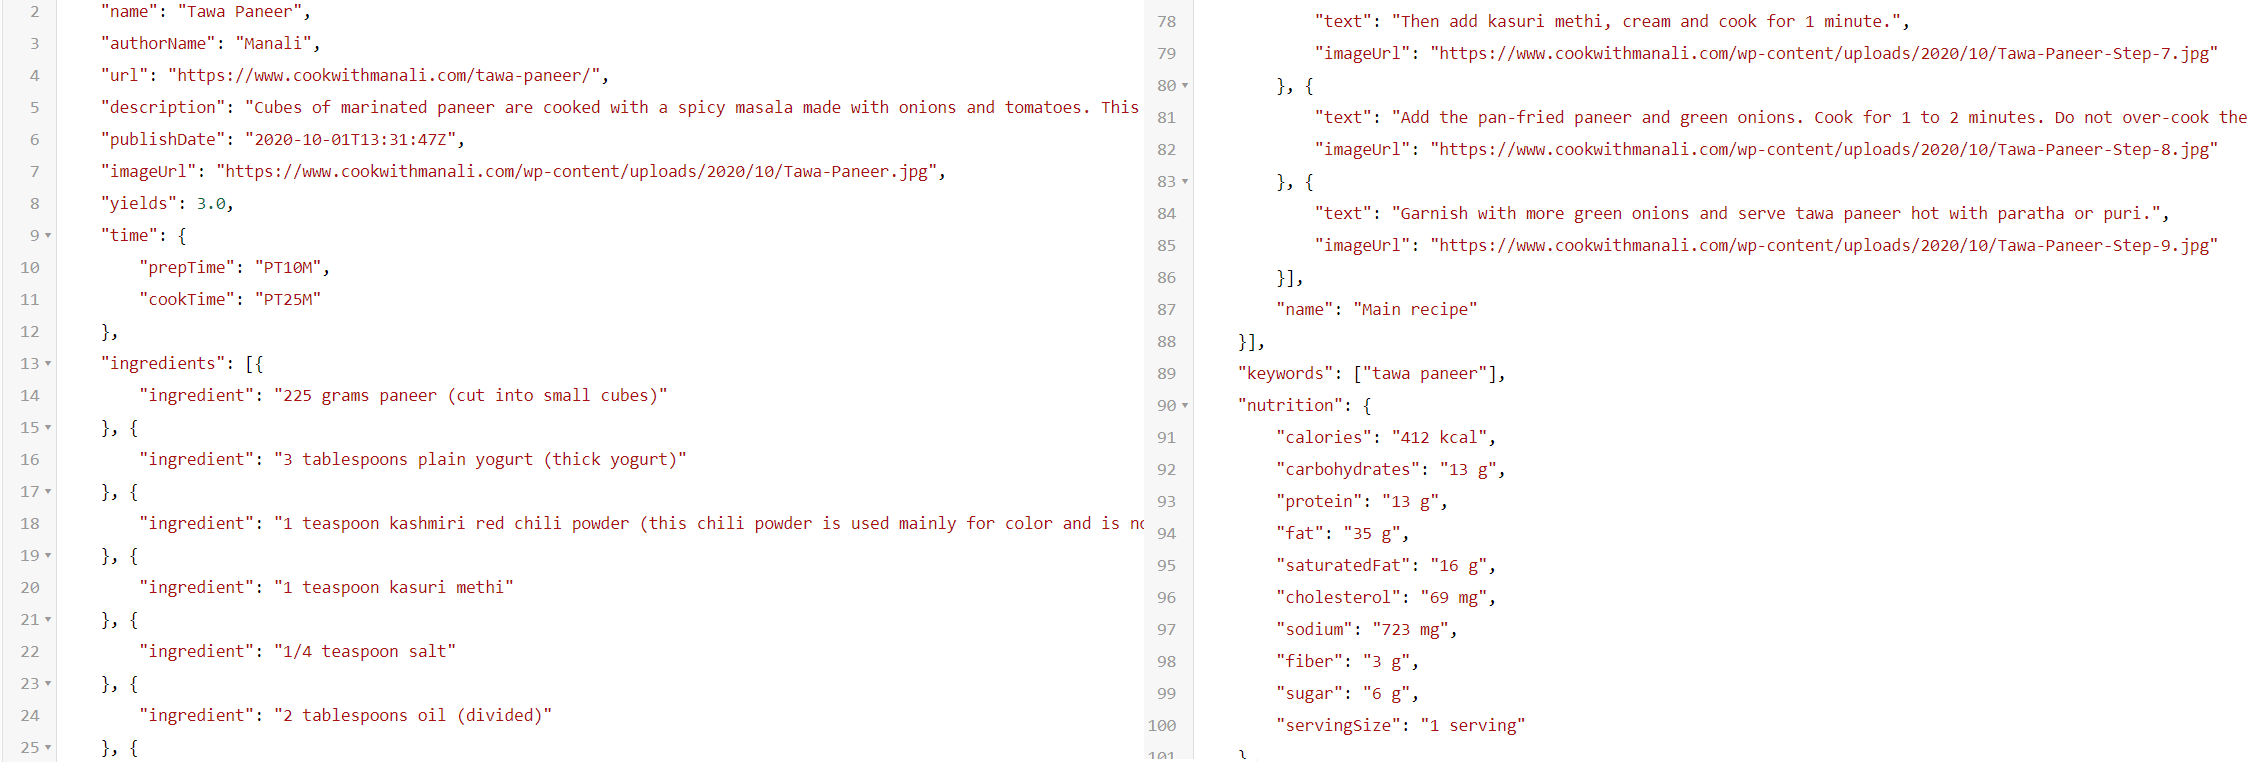 2 "name": "Tawa Paneer",
3 "authorName": "Manali",
4 "url": "https://www.cookwithmanali.com/tawa-paneer/",
5 "description": "Cubes of marinated paneer are cooked with a spicy masala made with onions and tomatoes. This
6 "publishDate": "2020-10-01T13:31:47Z",
7 "imageUrl": "https://www.cookwithmanali.com/wp-content/uploads/2020/10/Tawa-Paneer.jpg",
8 "yields": 3.0,
9 "time": {
10 "prepTime": "PT10M",
11 "cookTime": "PT25M"
12 },
13 "ingredients": [{
14 "ingredient": "225 grams paneer (cut into small cubes)"
15 }, {
16 "ingredient": "3 tablespoons plain yogurt (thick yogurt)"
17 }, {
18 "ingredient": "1 teaspoon kashmiri red chili powder (this chili powder is used mainly for color and is
19 }, {
20 "ingredient": "1 teaspoon kasuri methi"
21 }, {
22 "ingredient": "1/4 teaspoon salt"
23 }, {
24 "ingredient": "2 tablespoons oil (divided)"
25 }, {
78 "text": "Then add kasuri methi, cream and cook for 1 minute.",
79 "imageUrl": "https://www.cookwithmanali.com/wp-content/uploads/2020/10/Tawa-Paneer-Step-7.jpg"
80 }, {
81 "text": "Add the pan-fried paneer and green onions. Cook for 1 to 2 minutes. Do not over-cook the
82 "imageUrl": "https://www.cookwithmanali.com/wp-content/uploads/2020/10/Tawa-Paneer-Step-8.jpg"
83 }, {
84 "text": "Garnish with more green onions and serve tawa paneer hot with paratha or puri.",
85 "imageUrl": "https://www.cookwithmanali.com/wp-content/uploads/2020/10/Tawa-Paneer-Step-9.jpg"
86 }],
87 "name": "Main recipe"
88 }],
89 "keywords": ["tawa paneer"],
90 "nutrition": {
91 "calories": "412 kcal",
92 "carbohydrates": "13 g",
93 "protein": "13 g",
94 "fat": "35 g",
95 "saturatedFat": "16 g",
96 "cholesterol": "69 mg",
97 "sodium": "723 mg",
98 "fiber": "3 g",
99 "sugar": "6 g",
100 "servingSize": "1 serving"
101 }